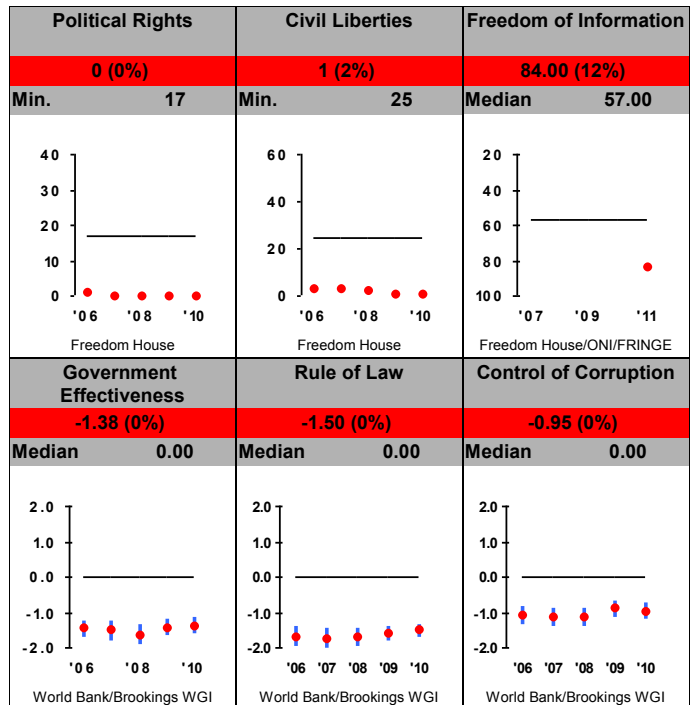 Political Rights
0 (0%)
Min. 17
40
30
20
10
0
'06 '08 '10
Freedom House
Civil Liberties
1 (2%)
Min. 25
60
40
20
0
'06 '08 '10
Freedom House
Freedom of Information
84.00 (12%)
Median 57.00
20
40
60
80
100
'07 '09 '11
Freedom House/ONI/FRINGE
Government
Effectiveness
-1.38 (0%)
Median 0.00
2.0
1.0
0.0
-1.0
-2.0
'06 '08 '10
World Bank/Brookings WGI
Rule of Law
-1.50 (0%)
Median 0.00
2.0
1.0
0.0
-1.0
-2.0
'06 '07 '08 '09 '10
World Bank/Brookings WGI
Control of Corruption
-0.95 (0%)
Median 0.00
2.0
1.0
0.0
-1.0
-2.0
'06 '07 '08 '09 '10
World Bank/Brookings WGI